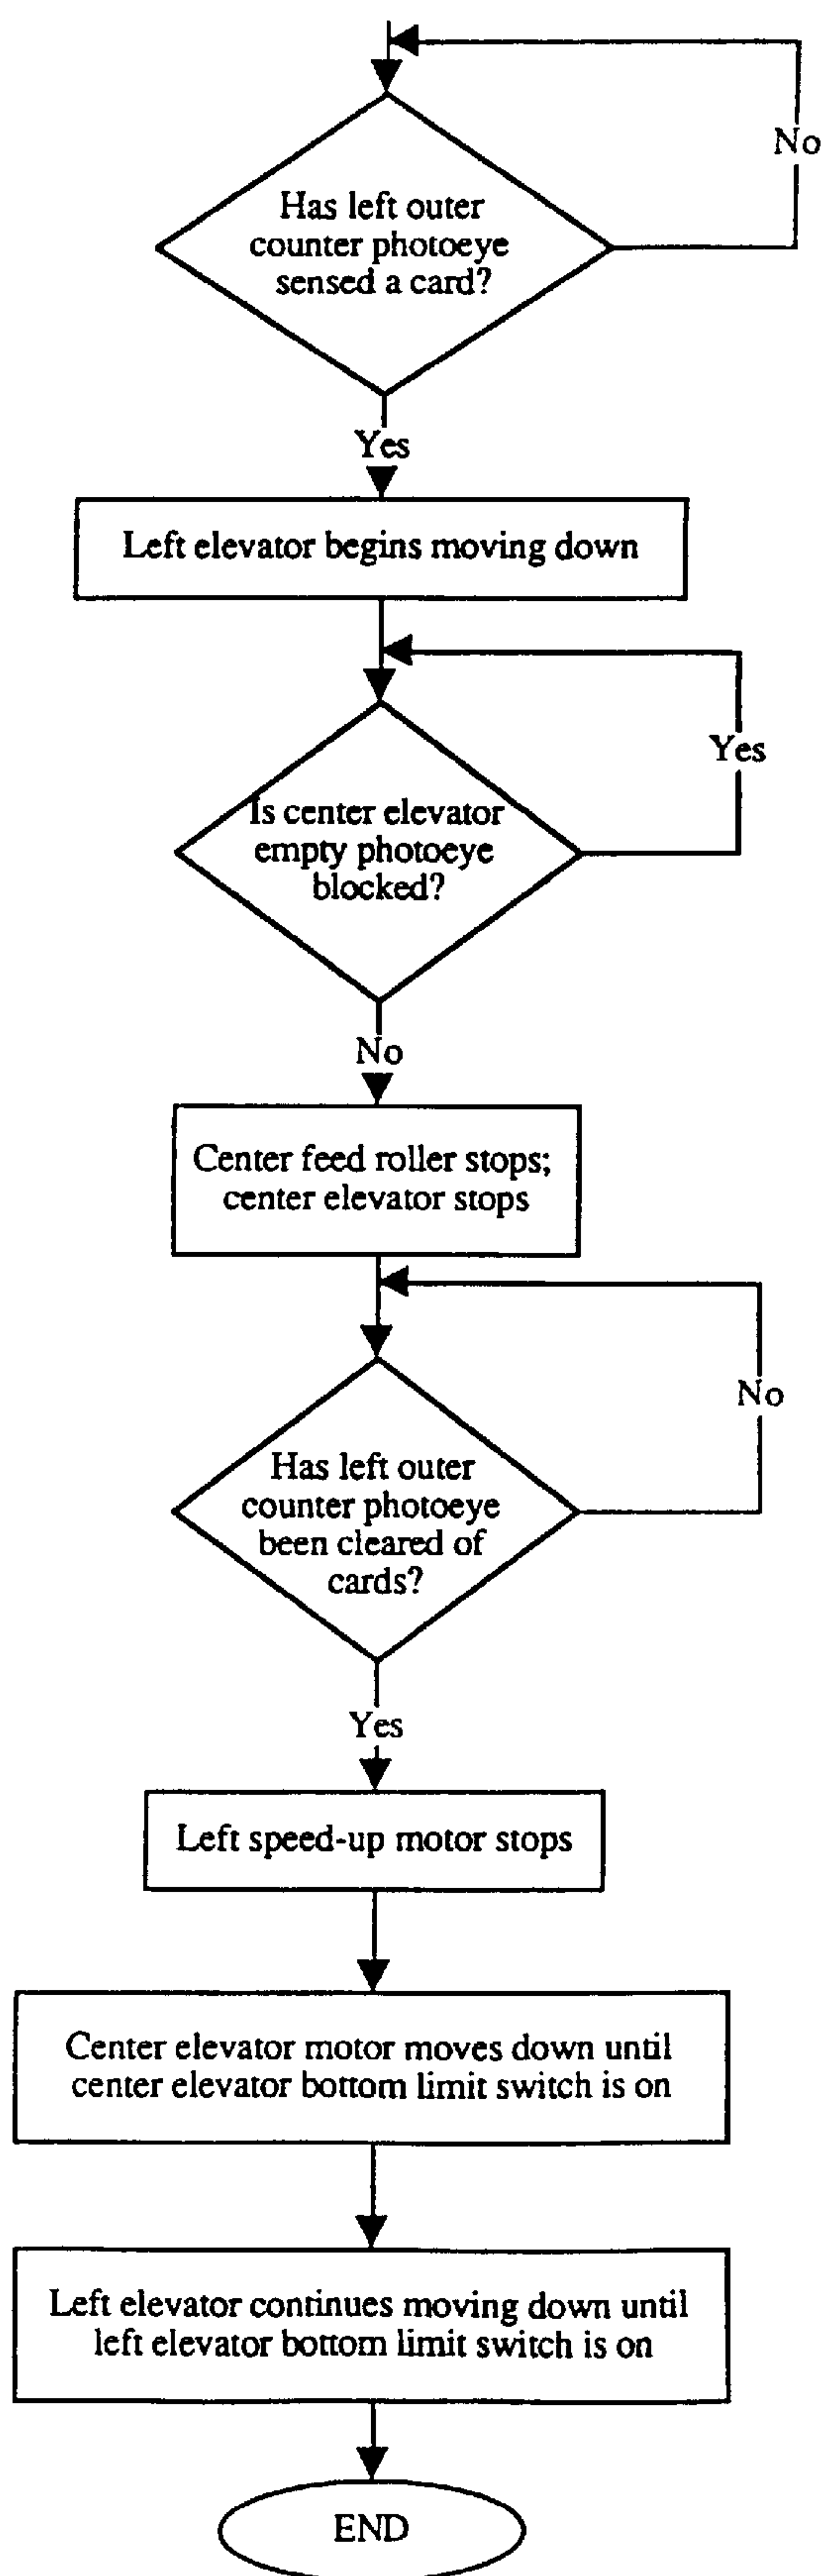 No
Has left outer
counter photoeye
sensed a card?
Yes
Left elevator begins moving down
Yes
Is center elevator
empty photoeye
blocked?
No
Center feed roller stops;
center elevator stops
No
Has left outer
counter photoeye
been cleared of
cards?
Yes
Left speed-up motor stops
Center elevator motor moves down until
center elevator bottom limit switch is on
Left elevator continues moving down until
left elevator bottom limit switch is on
END